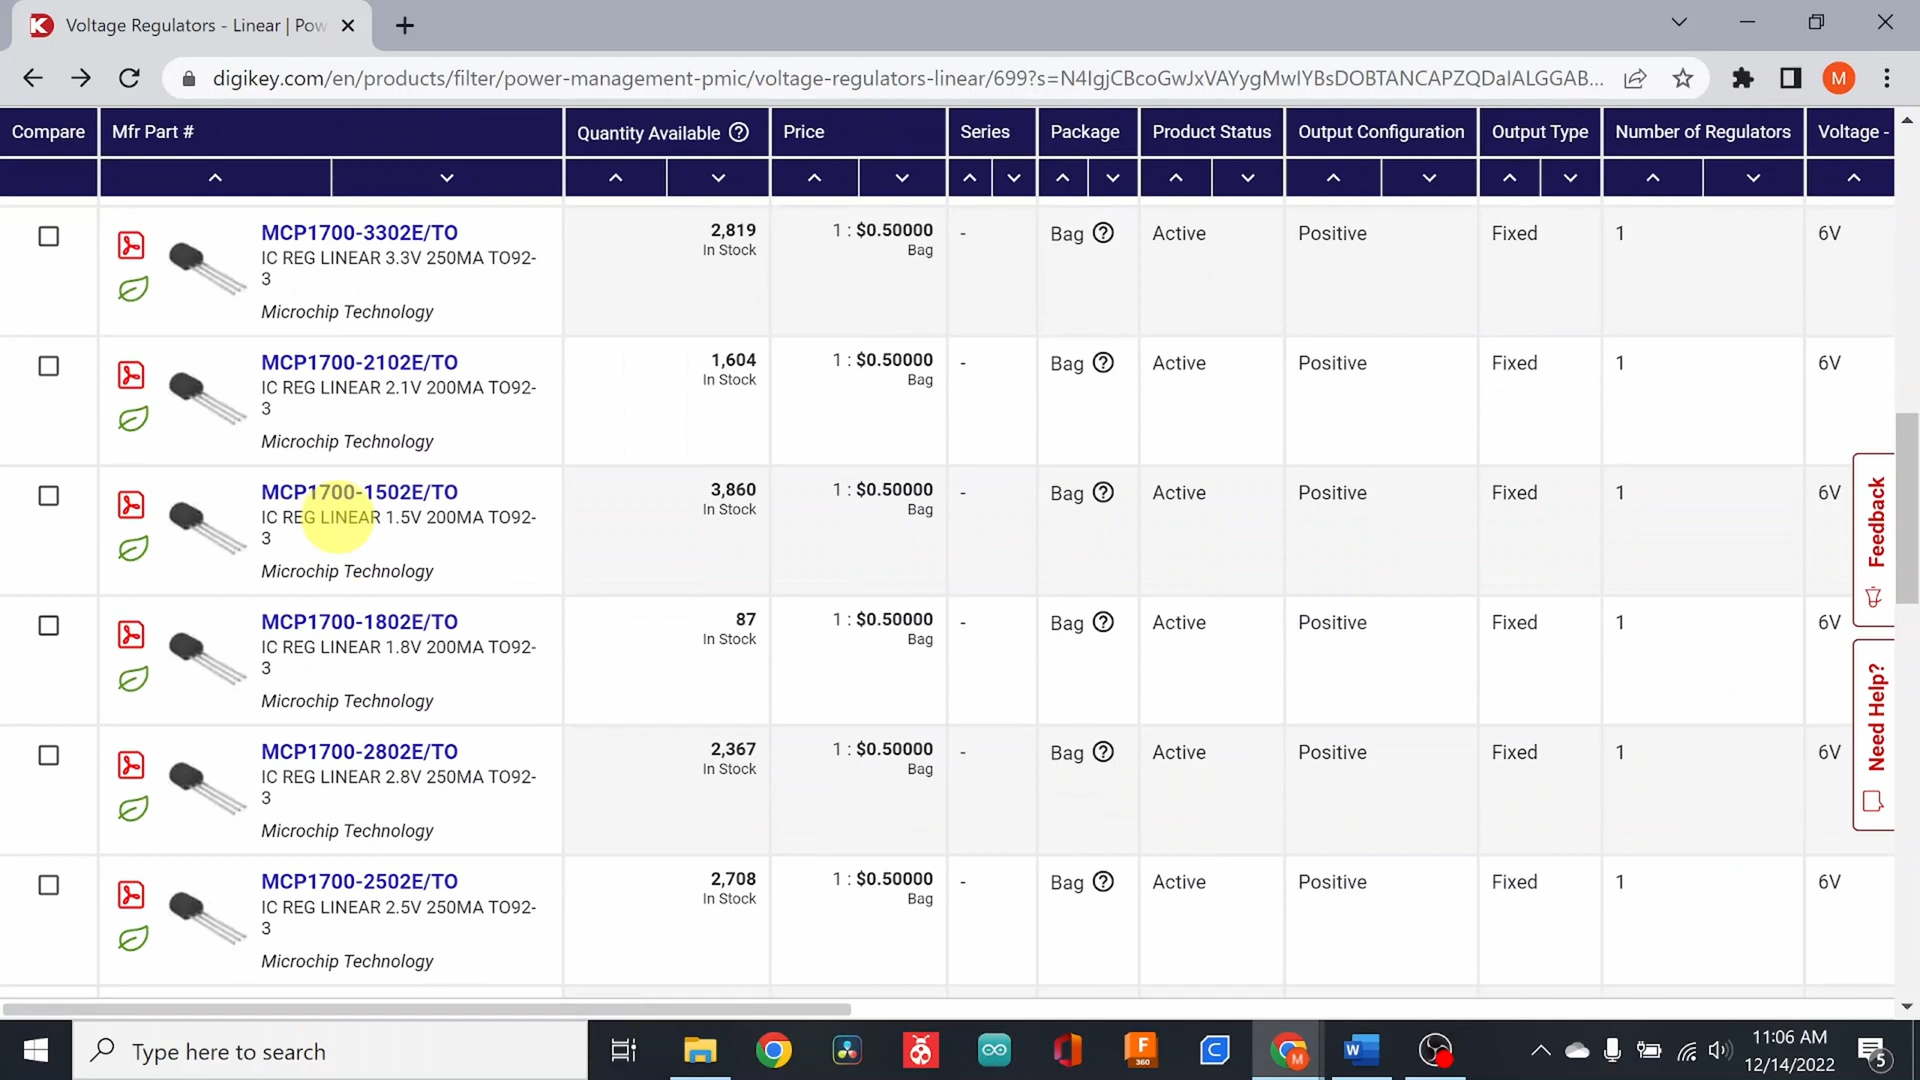 Voltage Regulators - Linear | Pow
digikey.com/en/products/filter/power-management-pmic/voltage-regulators-linear/699?s=N4IgjCBcoGwJxVAYygMwIYBsDOBTANCAPZQDaIALGGAB...
M
Compare Mfr Part # Quantity Available ? Price Series Package Product Status Output Configuration Output Type Number of Regulators Voltage -
MCP1700-3302E/TO 2,819 1 : $0.50000 - Bag ? Active Positive Fixed 1 6V
IC REG LINEAR 3.3V 250MA TO92- In Stock Bag
3
Microchip Technology
MCP1700-2102E/TO 1,604 1 : $0.50000 - Bag ? Active Positive Fixed 1 6V
IC REG LINEAR 2.1V 200MA TO92- In Stock Bag
3
Microchip Technology
MCP1700-1502E/TO 3,860 1 : $0.50000 - Bag ? Active Positive Fixed 1 6V
IC REG LINEAR 1.5V 200MA TO92- In Stock Bag
3
Microchip Technology
MCP1700-1802E/TO 87 1 : $0.50000 - Bag ? Active Positive Fixed 1 6V
IC REG LINEAR 1.8V 200MA TO92- In Stock Bag
3
Microchip Technology
MCP1700-2802E/TO 2,367 1 : $0.50000 - Bag ? Active Positive Fixed 1 6V
IC REG LINEAR 2.8V 250MA TO92- In Stock Bag
3
Microchip Technology
MCP1700-2502E/TO 2,708 1 : $0.50000 - Bag ? Active Positive Fixed 1 6V
IC REG LINEAR 2.5V 250MA TO92- In Stock Bag
3
Microchip Technology
Feedback
Need Help?
Type here to search
F
360
C
M
W
11:06 AM
12/14/2022
5